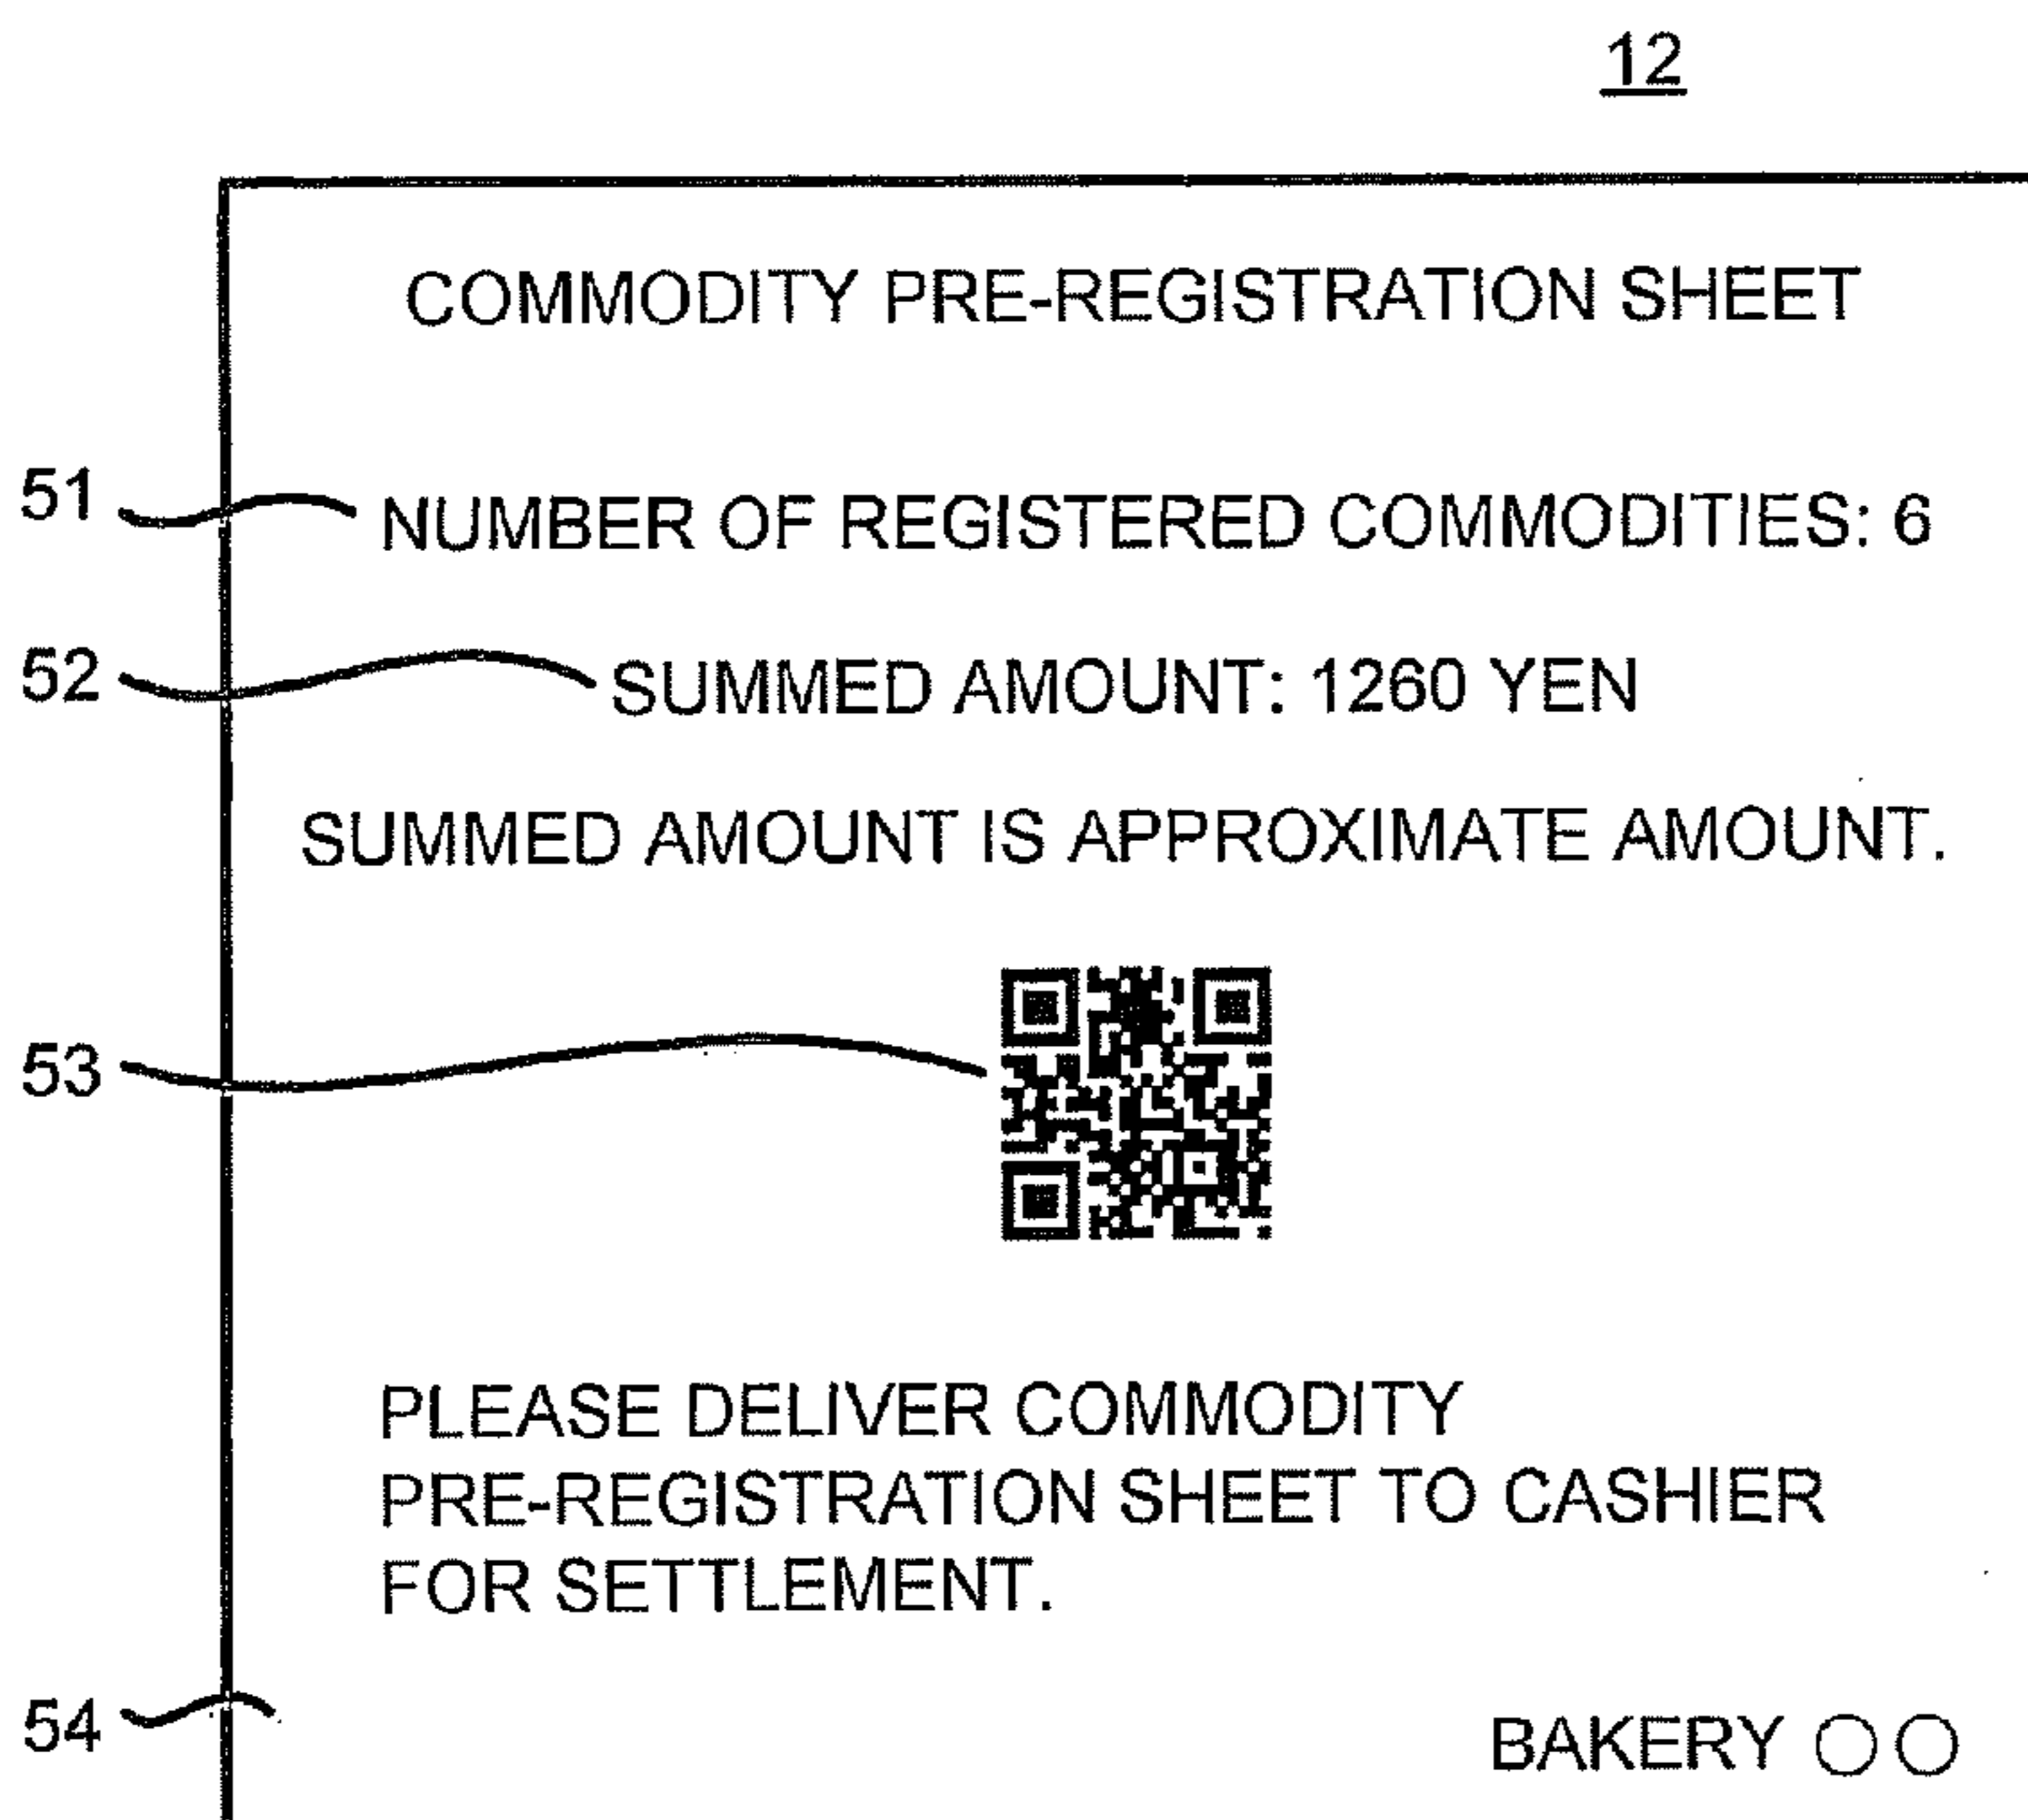 12
COMMODITY PRE-REGISTRATION SHEET
51 NUMBER OF REGISTERED COMMODITIES: 6
52 SUMMED AMOUNT: 1260 YEN
SUMMED AMOUNT IS APPROXIMATE AMOUNT.
53
PLEASE DELIVER COMMODITY
PRE-REGISTRATION SHEET TO CASHIER
FOR SETTLEMENT.
54 BAKERY ○○